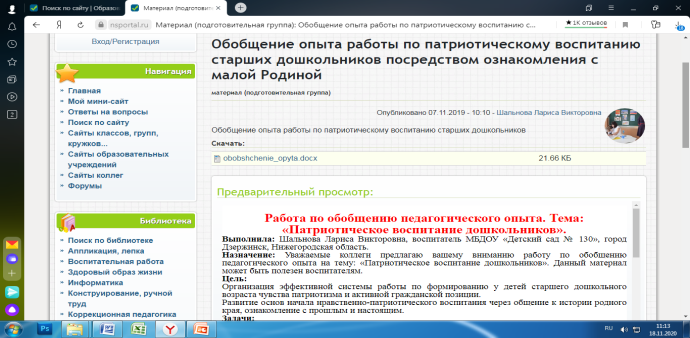 Поиск по сайту | Образов
Материал (подготовительн
nsportal.ru
Материал (подготовительная группа): Обобщение опыта работы по патриотическому воспитанию с...
★ 1К отзывов
Вход/Регистрация
Навигация
Главная
Мой мини-сайт
Ответы на вопросы
Поиск по сайту
Сайты классов, групп,
кружков...
Сайты образовательных
учреждений
Сайты коллег
Форумы
Библиотека
Поиск по библиотеке
Аппликация, лепка
Воспитательная работа
Здоровый образ жизни
Информатика
Конструирование, ручной
труд
Коррекционная педагогика
Обобщение опыта работы по патриотическому воспитанию
старших дошкольников посредством ознакомления с
малой Родиной
материал (подготовительная группа)
Опубликовано 07.11.2019 - 10:10 - Шальнова Лариса Викторовна
Обобщение опыта работы по патриотическому воспитанию старших дошкольников
Скачать:
obobshchenie_opyta.docx
21.66 КБ
Предварительный просмотр:
Работа по обобщению педагогического опыта. Тема:
«Патриотическое воспитание дошкольников».
Выполнила: Шальнова Лариса Викторовна, воспитатель МБДОУ «Детский сад № 130», город
Дзержинск, Нижегородская область.
Назначение: Уважаемые коллеги предлагаю вашему вниманию работу по обобщению
педагогического опыта на тему: «Патриотическое воспитание дошкольников». Данный материал
может быть полезен воспитателям.
Цель:
Организация эффективной системы работы по формированию у детей старшего дошкольного
возраста чувства патриотизма и активной гражданской позиции.
Развитие основ начала нравственно-патриотического воспитания через общение к истории родного
края, ознакомление с прошлым и настоящим.
Задачи:
RU
11:13
18.11.2020